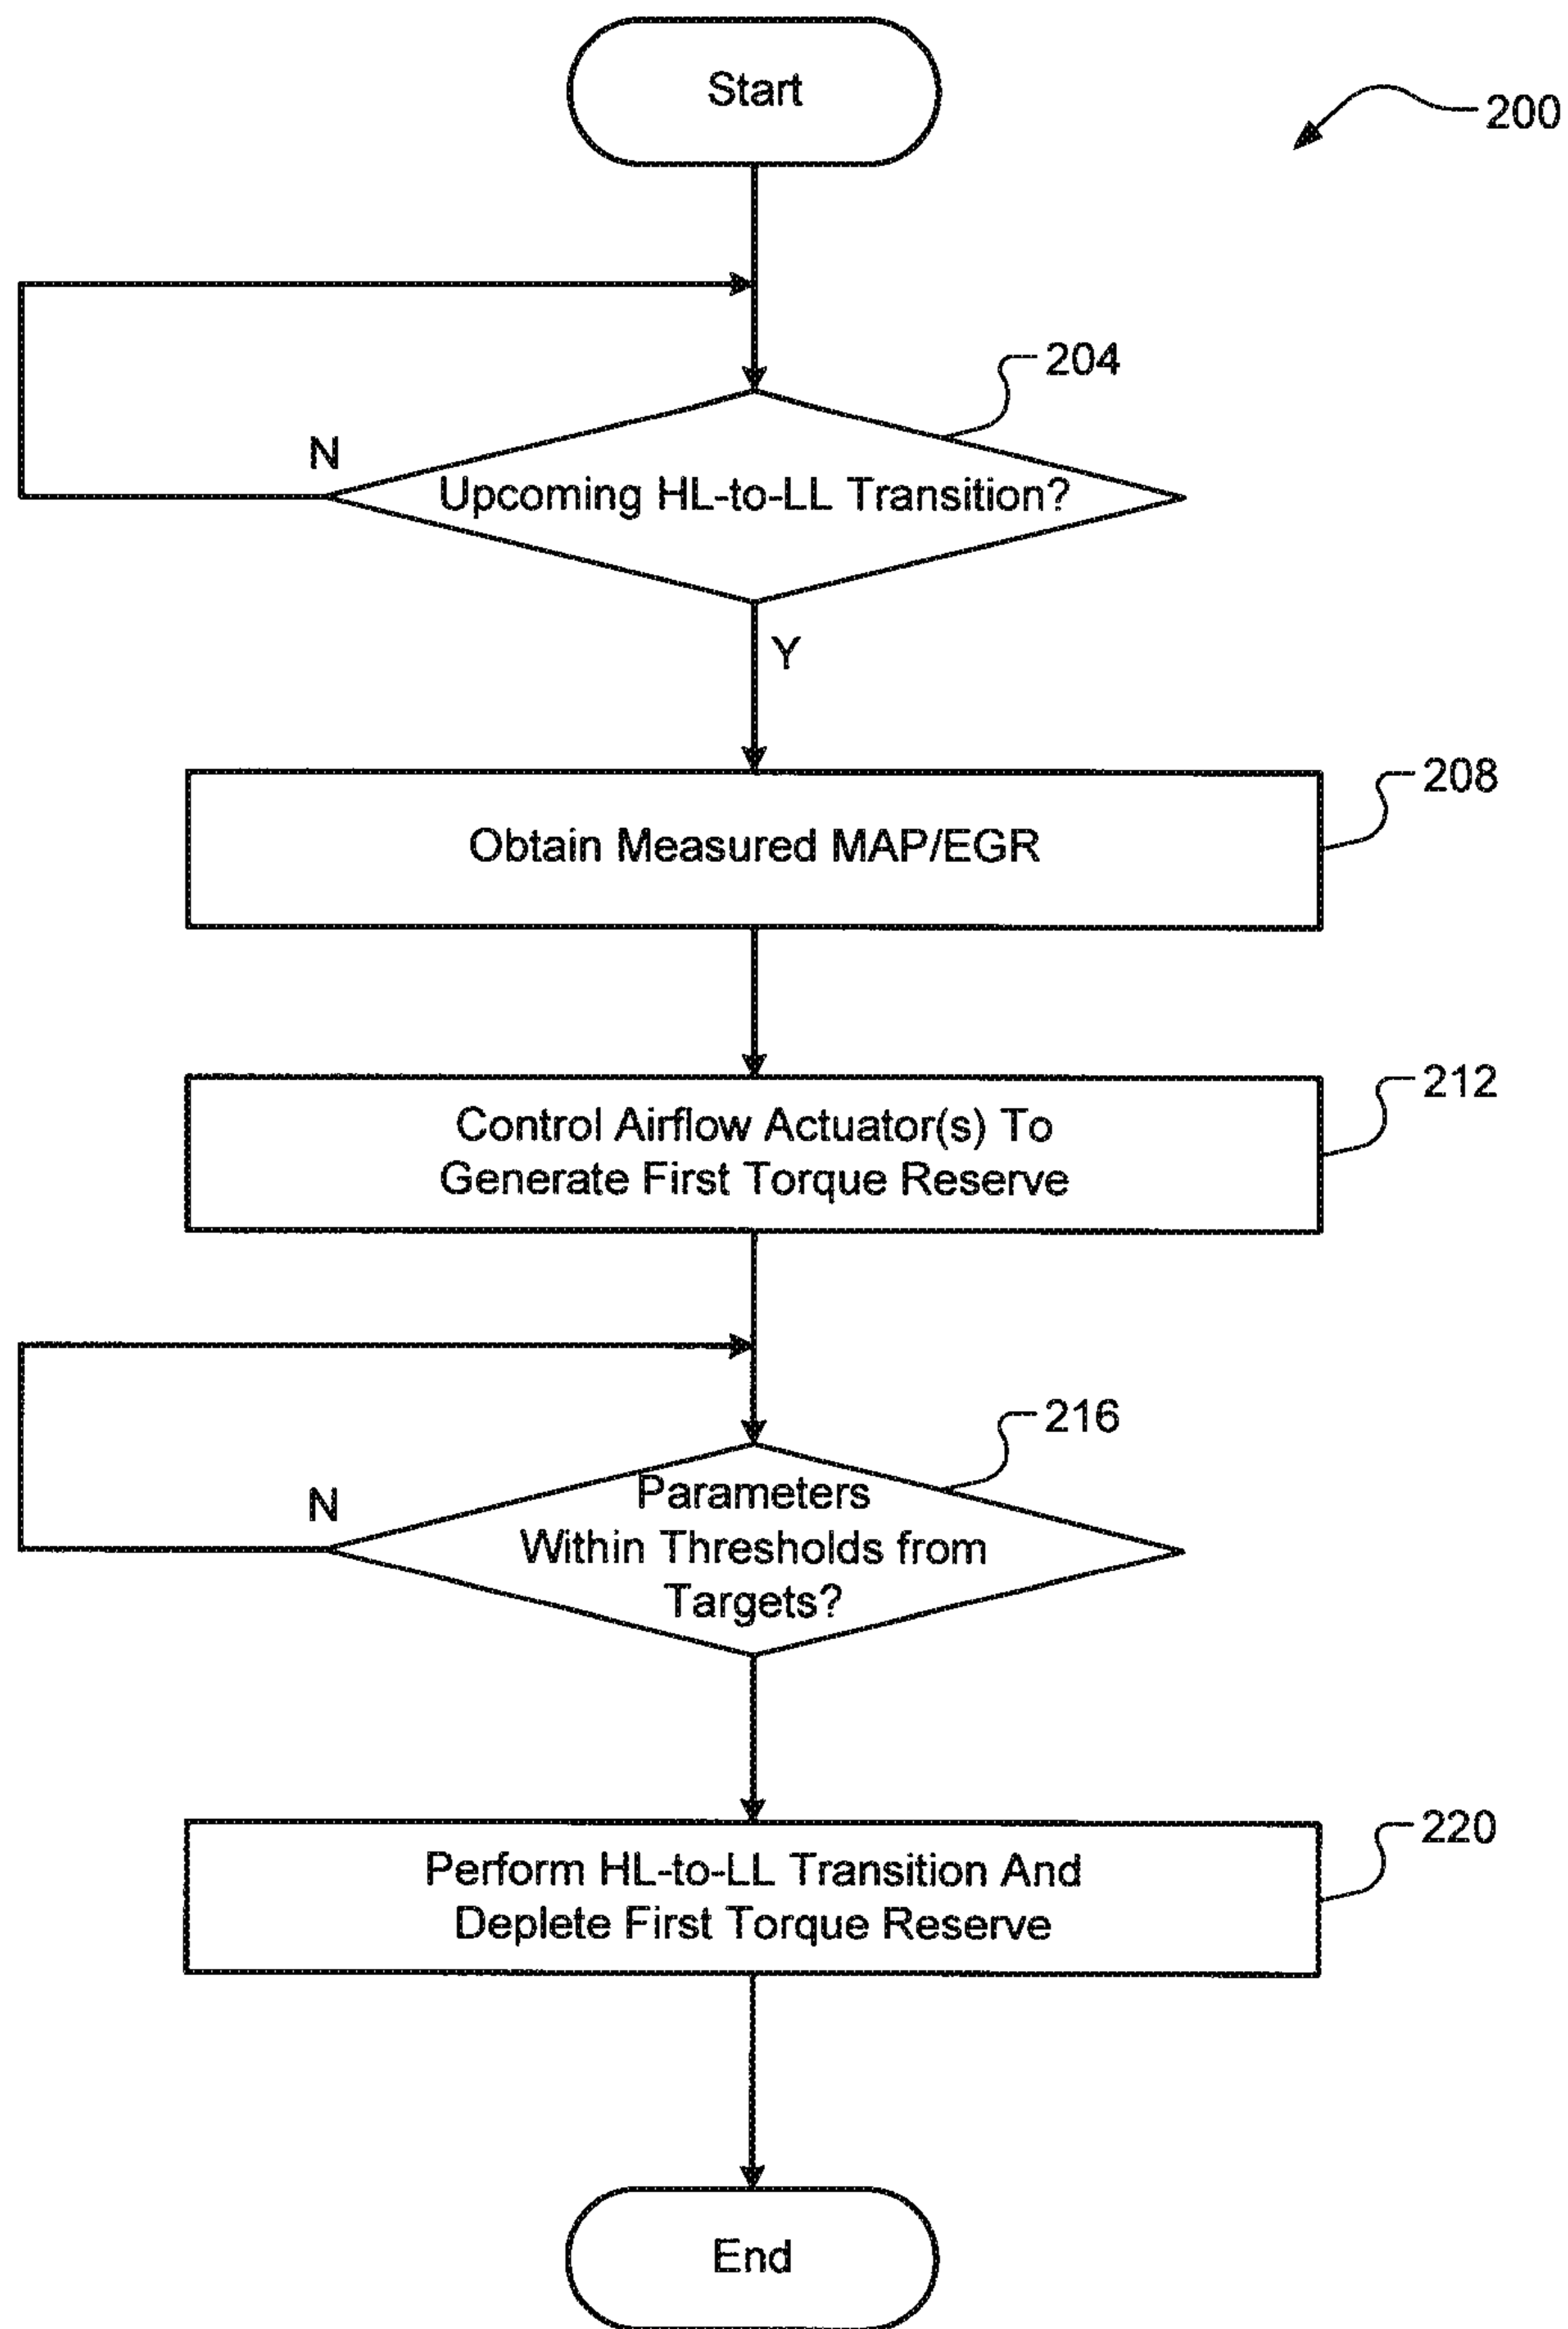 Start
200
204
N
Upcoming HL-to-LL Transition?
Y
208
Obtain Measured MAP/EGR
212
Control Airflow Actuator(s) To
Generate First Torque Reserve
216
N
Parameters
Within Thresholds from
Targets?
220
Perform HL-to-LL Transition And
Deplete First Torque Reserve
End